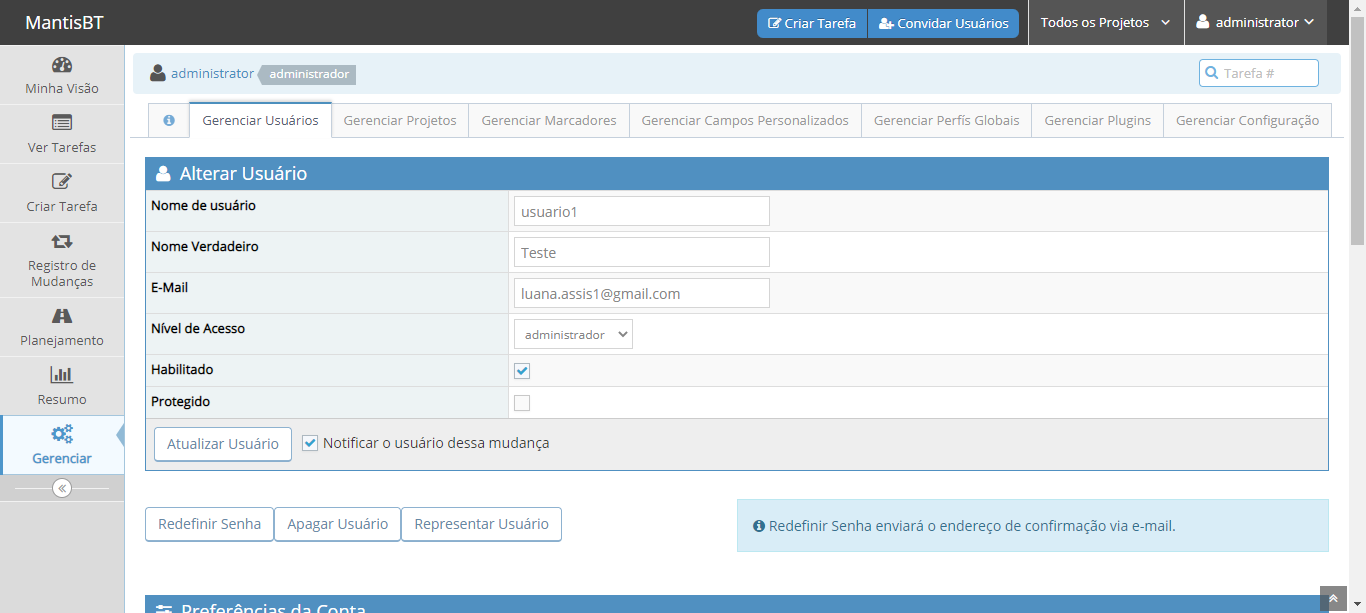 MantisBT
Criar Tarefa
Convidar Usuários
Todos os Projetos
administrator
Minha Visão
Ver Tarefas
Criar Tarefa
Registro de
Mudanças
Planejamento
Resumo
Gerenciar
administrator administrador
Tarefa #
Gerenciar Usuários
Gerenciar Projetos
Gerenciar Marcadores
Gerenciar Campos Personalizados
Gerenciar Perfís Globais
Gerenciar Plugins
Gerenciar Configuração
Alterar Usuário
Nome de usuário
usuario1
Nome Verdadeiro
Teste
E-Mail
luana.assis1@gmail.com
Nível de Acesso
administrador
Habilitado
Protegido
Atualizar Usuário
Notificar o usuário dessa mudança
Redefinir Senha
Apagar Usuário
Representar Usuário
Redefinir Senha enviará o endereço de confirmação via e-mail.
Preferências da Conta